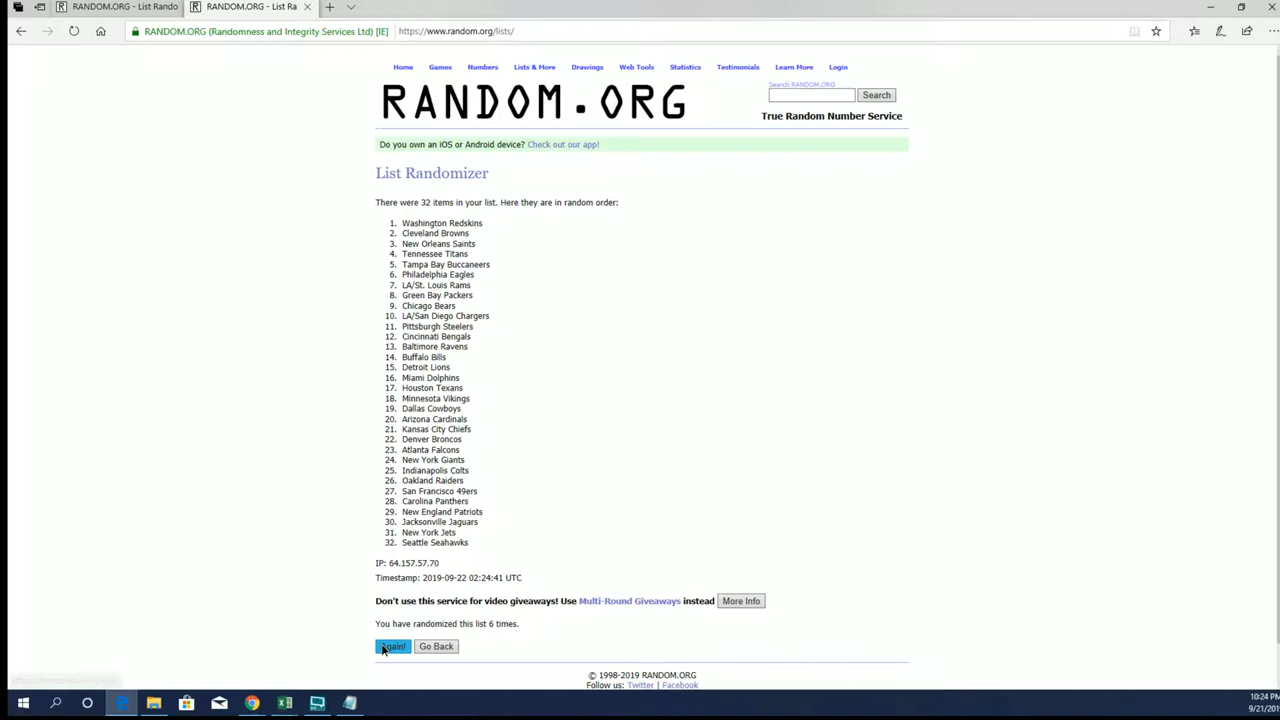 RANDOM.ORG - List Rando
RANDOM.ORG - List Ra
RANDOM.ORG (Randomness and Integrity Services Ltd) [IE]
https://www.random.org/lists/
Home Games Numbers Lists & More Drawings Web Tools Statistics Testimonials Learn More Login
RANDOM.ORG
Search RANDOM.ORG
Search
True Random Number Service
Do you own an iOS or Android device? Check out our app!
List Randomizer
There were 32 items in your list. Here they are in random order:
1. Washington Redskins
2. Cleveland Browns
3. New Orleans Saints
4. Tennessee Titans
5. Tampa Bay Buccaneers
6. Philadelphia Eagles
7. LA/St. Louis Rams
8. Green Bay Packers
9. Chicago Bears
10. LA/San Diego Chargers
11. Pittsburgh Steelers
12. Cincinnati Bengals
13. Baltimore Ravens
14. Buffalo Bills
15. Detroit Lions
16. Miami Dolphins
17. Houston Texans
18. Minnesota Vikings
19. Dallas Cowboys
20. Arizona Cardinals
21. Kansas City Chiefs
22. Denver Broncos
23. Atlanta Falcons
24. New York Giants
25. Indianapolis Colts
26. Oakland Raiders
27. San Francisco 49ers
28. Carolina Panthers
29. New England Patriots
30. Jacksonville Jaguars
31. New York Jets
32. Seattle Seahawks
IP: 64.157.57.70
Timestamp: 2019-09-22 02:24:41 UTC
Don't use this service for video giveaways! Use Multi-Round Giveaways instead More Info
You have randomized this list 6 times.
Again! Go Back
© 1998-2019 RANDOM.ORG
Follow us: Twitter | Facebook
10:24 PM
9/21/20